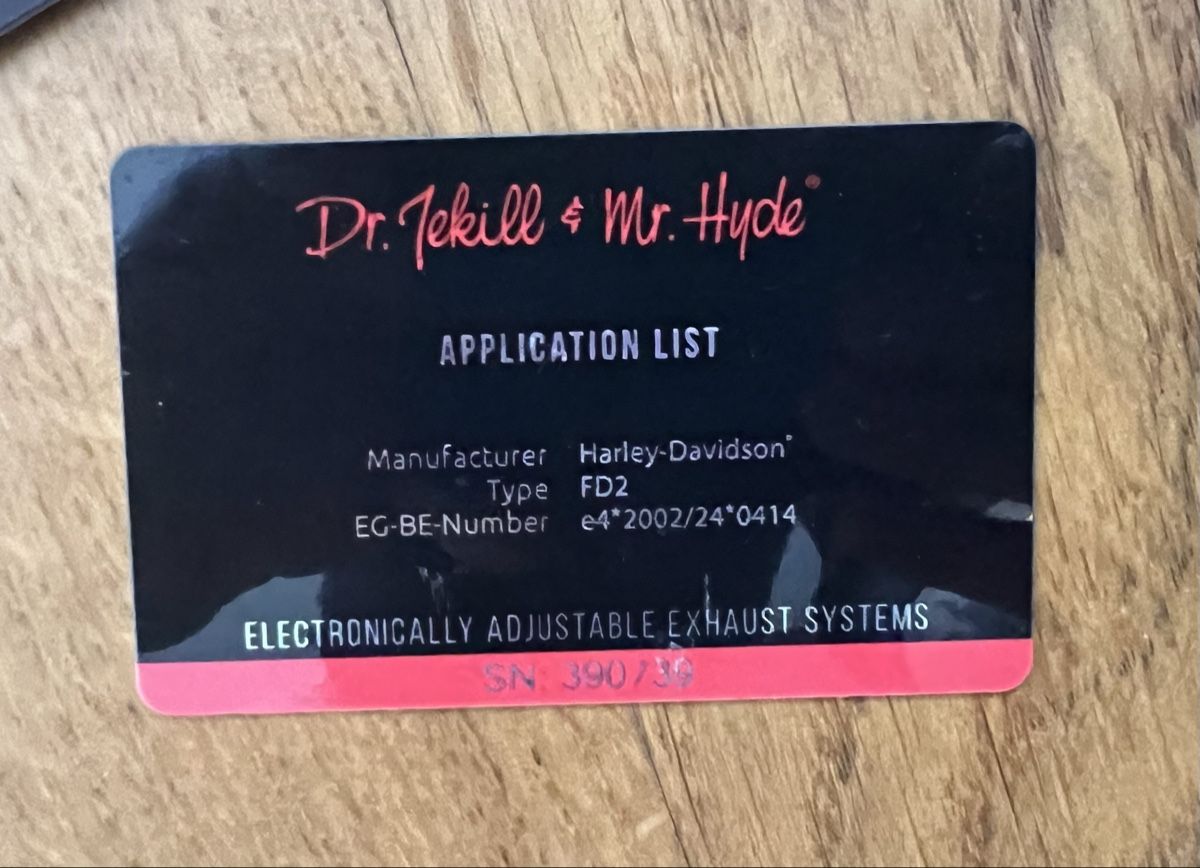 Dr. Jekill & Mr. Hyde®
APPLICATION LIST
Manufacturer Harley-Davidson®
Type FD2
EG-BE-Number e4*2002/24*0414
ELECTRONICALLY ADJUSTABLE EXHAUST SYSTEMS
SN: 390/39